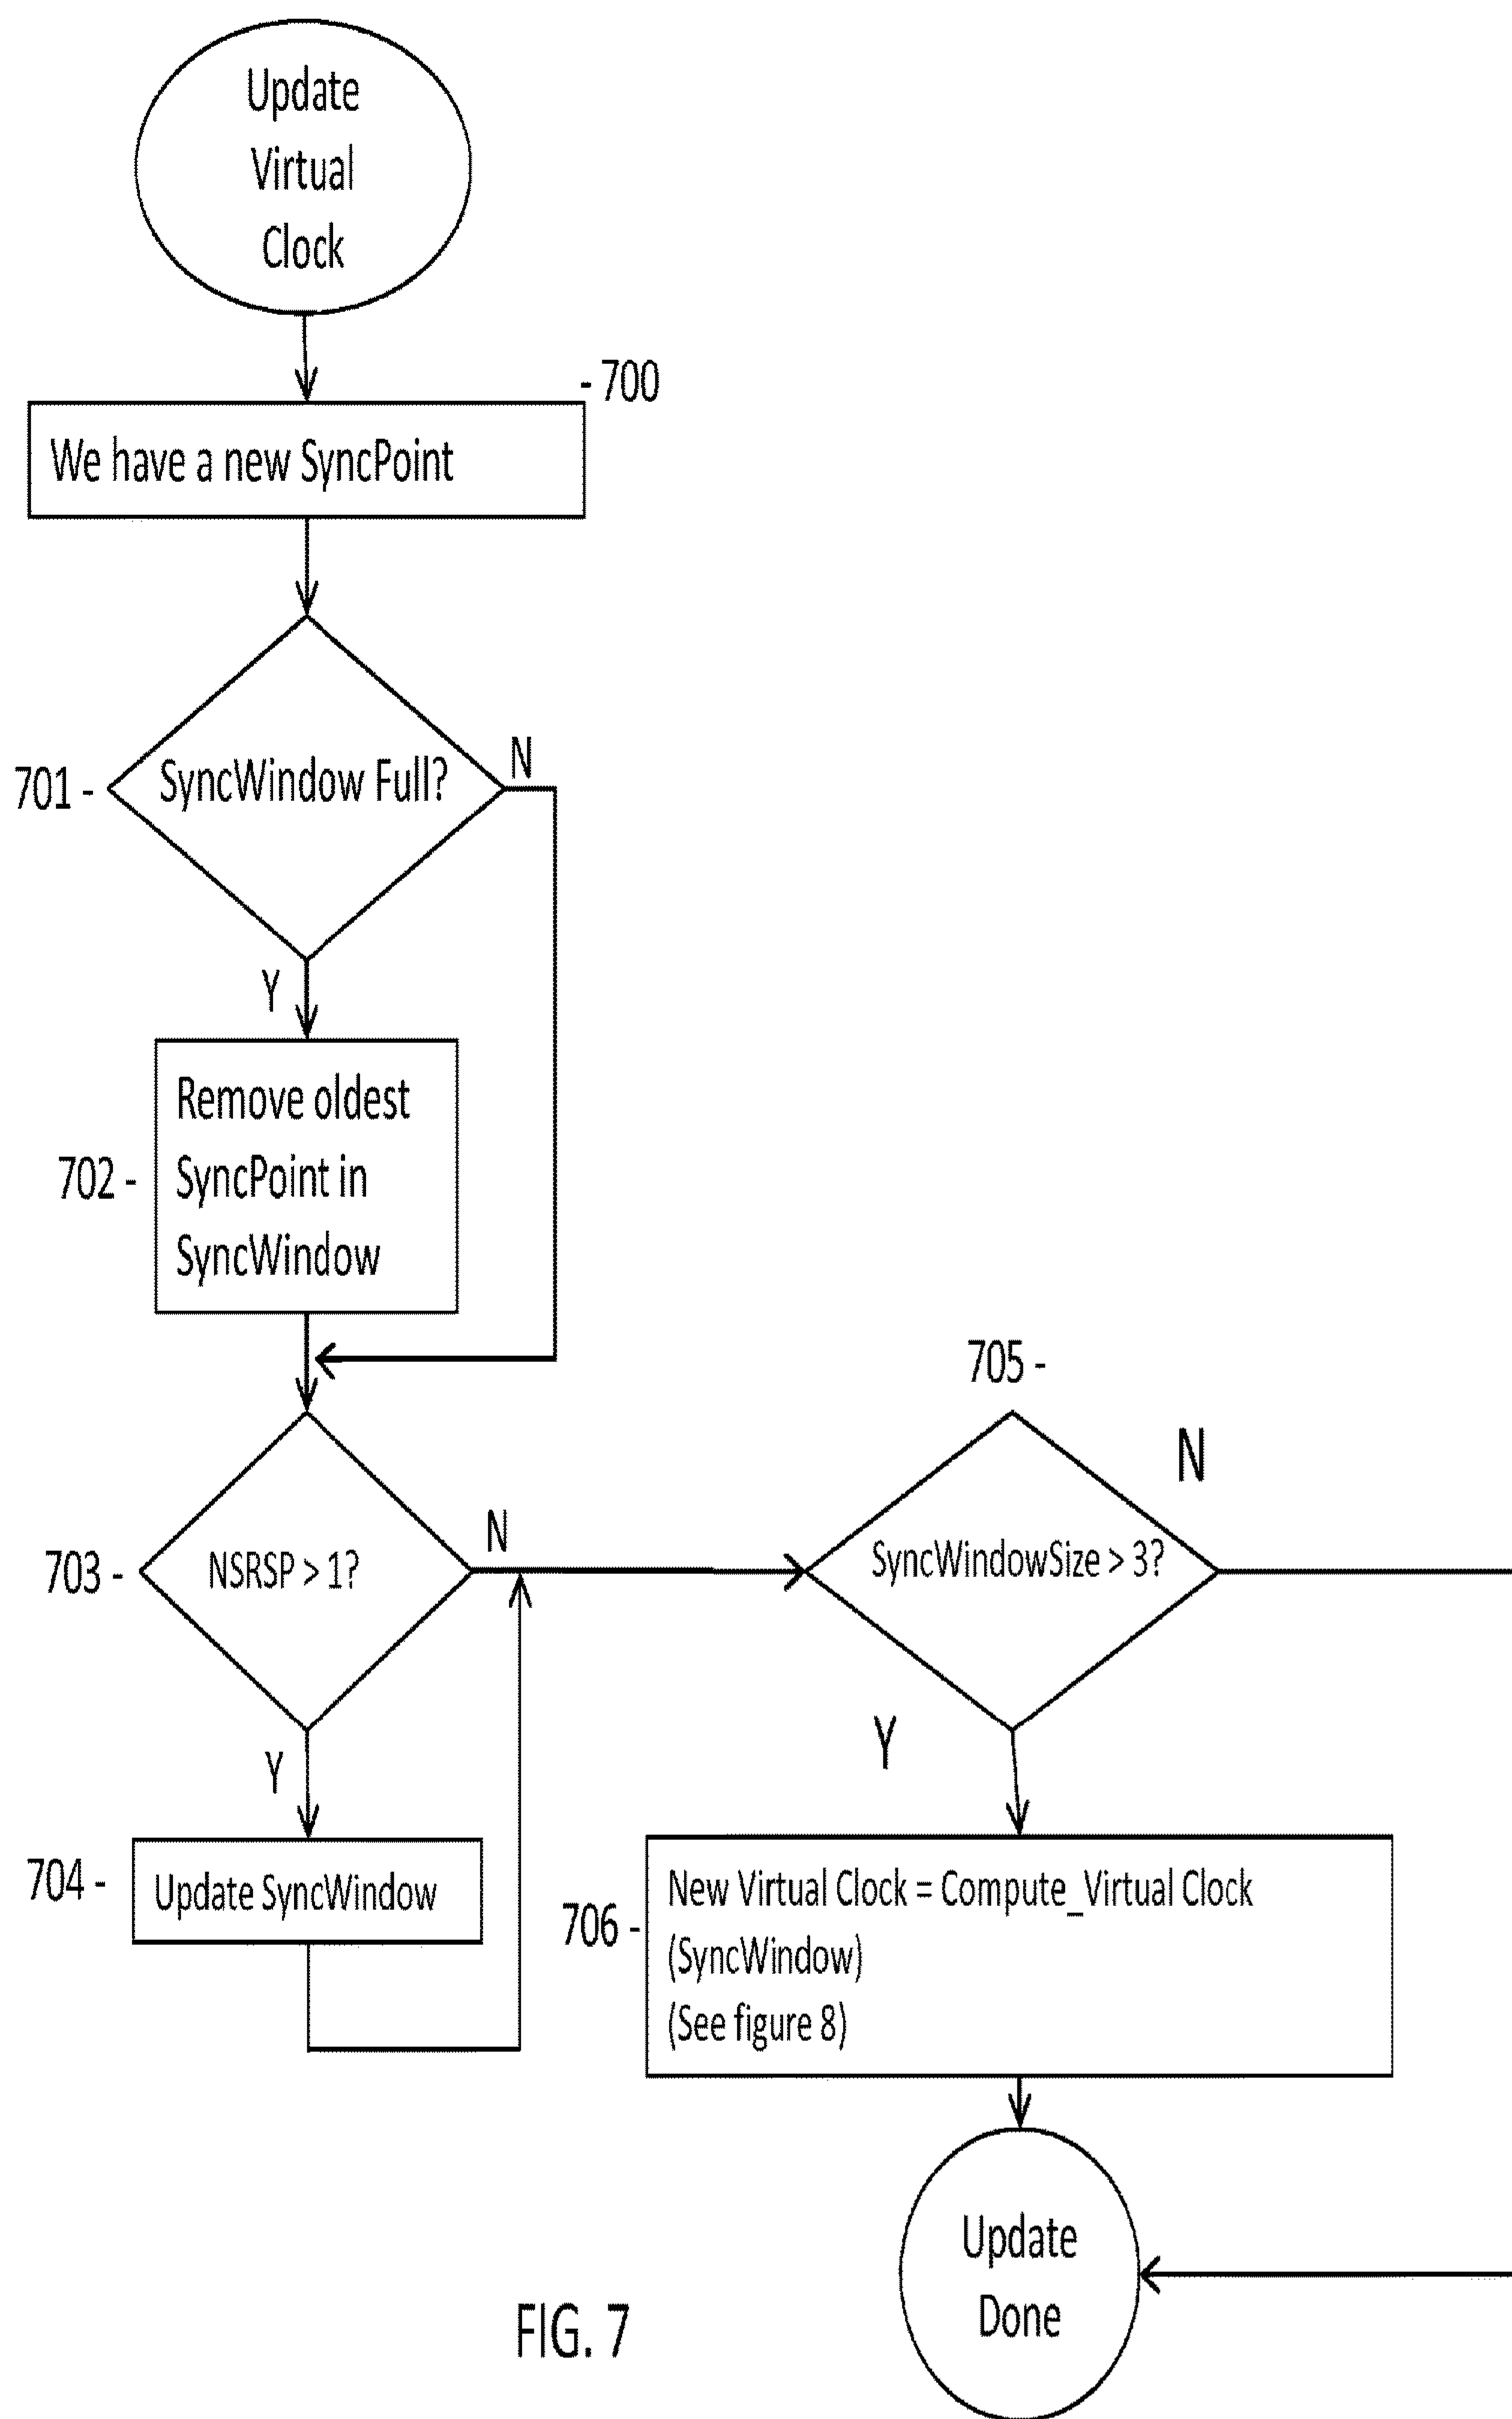 Update
Virtual
Clock
- 700
We have a new SyncPoint
701 -
SyncWindow Full?
N
Y
702 -
Remove oldest
SyncPoint in
SyncWindow
703 -
NSRSP > 1?
N
Y
704 -
Update SyncWindow
705 -
SyncWindowSize > 3?
N
Y
706 -
New Virtual Clock = Compute_Virtual Clock
(SyncWindow)
(See figure 8)
Update
Done
FIG. 7